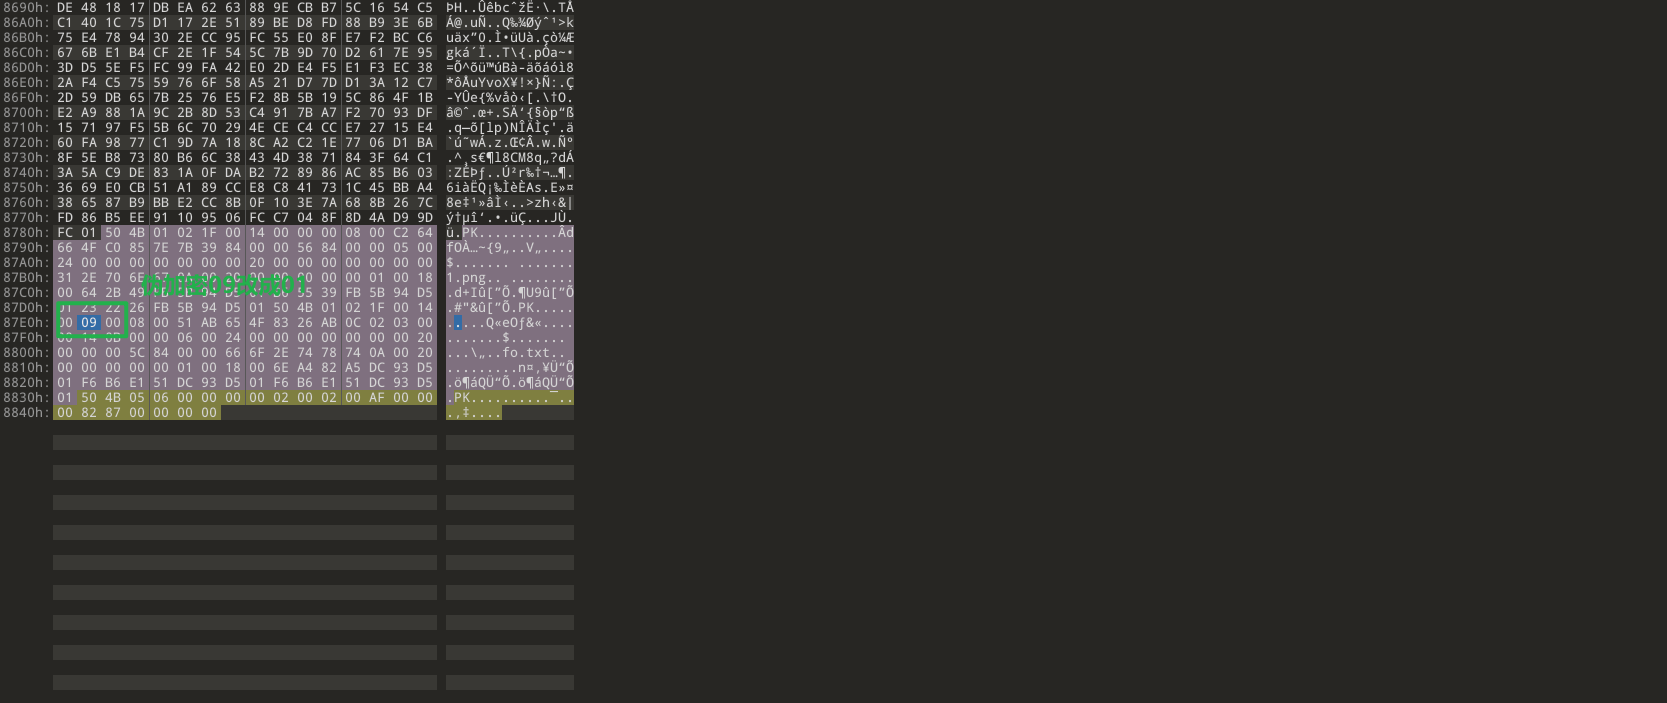 8690h: DE 48 18 17 DB EA 62 63 88 9E CB B7 5C 16 54 C5 ÞH..ÛêbcˆžË·\.TÅ
86A0h: C1 40 1C 75 D1 17 2E 51 89 BE D8 FD 88 B9 3E 6B Á@.uÑ..Q‰¾Øýˆ¹>k
86B0h: 75 E4 78 94 30 2E CC 95 FC 55 E0 8F E7 F2 BC C6 uäx”0.Ì•üUà.çò¼Æ
86C0h: 67 6B E1 B4 CF 2E 1F 54 5C 7B 9D 70 D2 61 7E 95 gká´Ï..T\{.pÒa~•
86D0h: 3D D5 5E F5 FC 99 FA 42 E0 2D E4 F5 E1 F3 EC 38 =Õ^õü™úBà-äõáóì8
86E0h: 2A F4 C5 75 59 76 6F 58 A5 21 D7 7D D1 3A 12 C7 *ôÅuYvoX¥!×}Ñ:.Ç
86F0h: 2D 59 DB 65 7B 25 76 E5 F2 8B 5B 19 5C 86 4F 1B -YÛe{%våò‹[.\†O.
8700h: E2 A9 88 1A 9C 2B 8D 53 C4 91 7B A7 F2 70 93 DF â©ˆ.œ+.SÄ‘{§òp“ß
8710h: 15 71 97 F5 5B 6C 70 29 4E CE C4 CC E7 27 15 E4 .q—õ[lp)NÎÄÌç'.ä
8720h: 60 FA 98 77 C1 9D 7A 18 8C A2 C2 1E 77 06 D1 BA `ú˜wÁ.z.Œ¢Â.w.Ñº
8730h: 8F 5E B8 73 80 B6 6C 38 43 4D 38 71 84 3F 64 C1 .^¸s€¶l8CM8q„?dÁ
8740h: 3A 5A C9 DE 83 1A 0F DA B2 72 89 86 AC 85 B6 03 :ZÉÞƒ..Ú²r‰†¬…¶.
8750h: 36 69 E0 CB 51 A1 89 CC E8 C8 41 73 1C 45 BB A4 6iàËQ¡‰ÌèÈAs.E»¤
8760h: 38 65 87 B9 BB E2 CC 8B 0F 10 3E 7A 68 8B 26 7C 8e‡¹»âÌ‹..>zh‹&|
8770h: FD 86 B5 EE 91 10 95 06 FC C7 04 8F 8D 4A D9 9D ý†µî‘.•.üÇ...JÙ.
8780h: FC 01 50 4B 01 02 1F 00 14 00 00 00 08 00 C2 64 ü.PK..........Âd
8790h: 66 4F C0 85 7E 7B 39 84 00 00 56 84 00 00 05 00 fOÀ…~{9„..V„....
87A0h: 24 00 00 00 00 00 00 00 20 00 00 00 00 00 00 00 $....... .......
87B0h: 31 2E 70 6E 67 0A 00 20 00 00 00 00 00 01 00 18 1.png.. ........
87C0h: 00 64 2B 49 FB 5B 94 D5 01 B6 55 39 FB 5B 94 D5 .d+Iû[”Õ.¶U9û[”Õ
87D0h: 01 23 22 26 FB 5B 94 D5 01 50 4B 01 02 1F 00 14 .#"&û[”Õ.PK.....
87E0h: 00 09 00 08 00 51 AB 65 4F 83 26 AB 0C 02 03 00 .....Q«eOƒ&«....
87F0h: 00 14 0B 00 00 06 00 24 00 00 00 00 00 00 00 20 .......$.......
8800h: 00 00 00 5C 84 00 00 66 6F 2E 74 78 74 0A 00 20 ...\„..fo.txt..
8810h: 00 00 00 00 00 01 00 18 00 6E A4 82 A5 DC 93 D5 .........n¤‚¥Ü“Õ
8820h: 01 F6 B6 E1 51 DC 93 D5 01 F6 B6 E1 51 DC 93 D5 .ö¶áQÜ“Õ.ö¶áQÜ“Õ
8830h: 01 50 4B 05 06 00 00 00 00 02 00 02 00 AF 00 00 .PK..........¯..
8840h: 00 82 87 00 00 00 00 .‚‡....